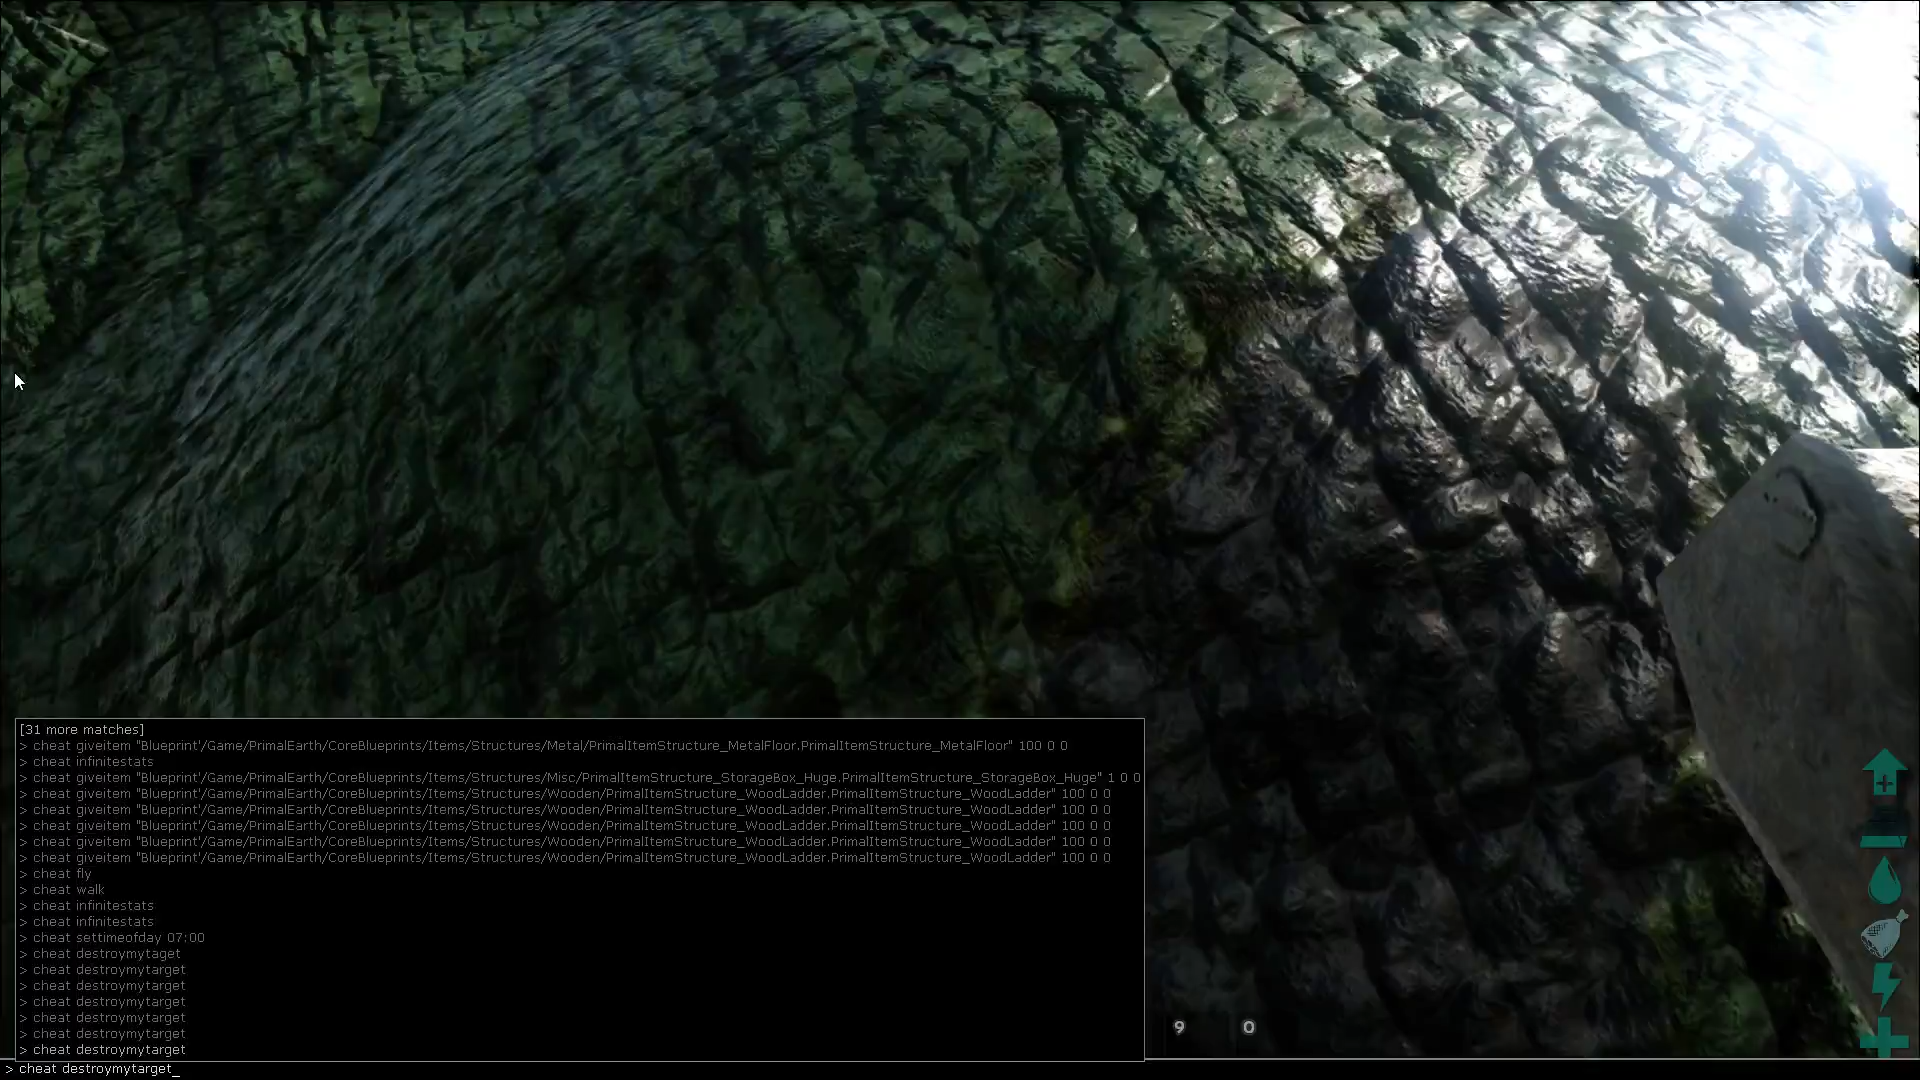 [31 more matches]
> cheat giveitem "Blueprint'/Game/PrimalEarth/CoreBlueprints/Items/Structures/Metal/PrimalItemStructure_MetalFloor.PrimalItemStructure_MetalFloor" 100 0 0
> cheat infinitestats
> cheat giveitem "Blueprint'/Game/PrimalEarth/CoreBlueprints/Items/Structures/Misc/PrimalItemStructure_StorageBox_Huge.PrimalItemStructure_StorageBox_Huge" 1 0 0
> cheat giveitem "Blueprint'/Game/PrimalEarth/CoreBlueprints/Items/Structures/Wooden/PrimalItemStructure_WoodLadder.PrimalItemStructure_WoodLadder" 100 0 0
> cheat giveitem "Blueprint'/Game/PrimalEarth/CoreBlueprints/Items/Structures/Wooden/PrimalItemStructure_WoodLadder.PrimalItemStructure_WoodLadder" 100 0 0
> cheat giveitem "Blueprint'/Game/PrimalEarth/CoreBlueprints/Items/Structures/Wooden/PrimalItemStructure_WoodLadder.PrimalItemStructure_WoodLadder" 100 0 0
> cheat giveitem "Blueprint'/Game/PrimalEarth/CoreBlueprints/Items/Structures/Wooden/PrimalItemStructure_WoodLadder.PrimalItemStructure_WoodLadder" 100 0 0
> cheat giveitem "Blueprint'/Game/PrimalEarth/CoreBlueprints/Items/Structures/Wooden/PrimalItemStructure_WoodLadder.PrimalItemStructure_WoodLadder" 100 0 0
> cheat fly
> cheat walk
> cheat infinitestats
> cheat infinitestats
> cheat settimeofday 07:00
> cheat destroymytaget
> cheat destroymytarget
> cheat destroymytarget
> cheat destroymytarget
> cheat destroymytarget
> cheat destroymytarget
> cheat destroymytarget
9 0
> cheat destroymytarget_